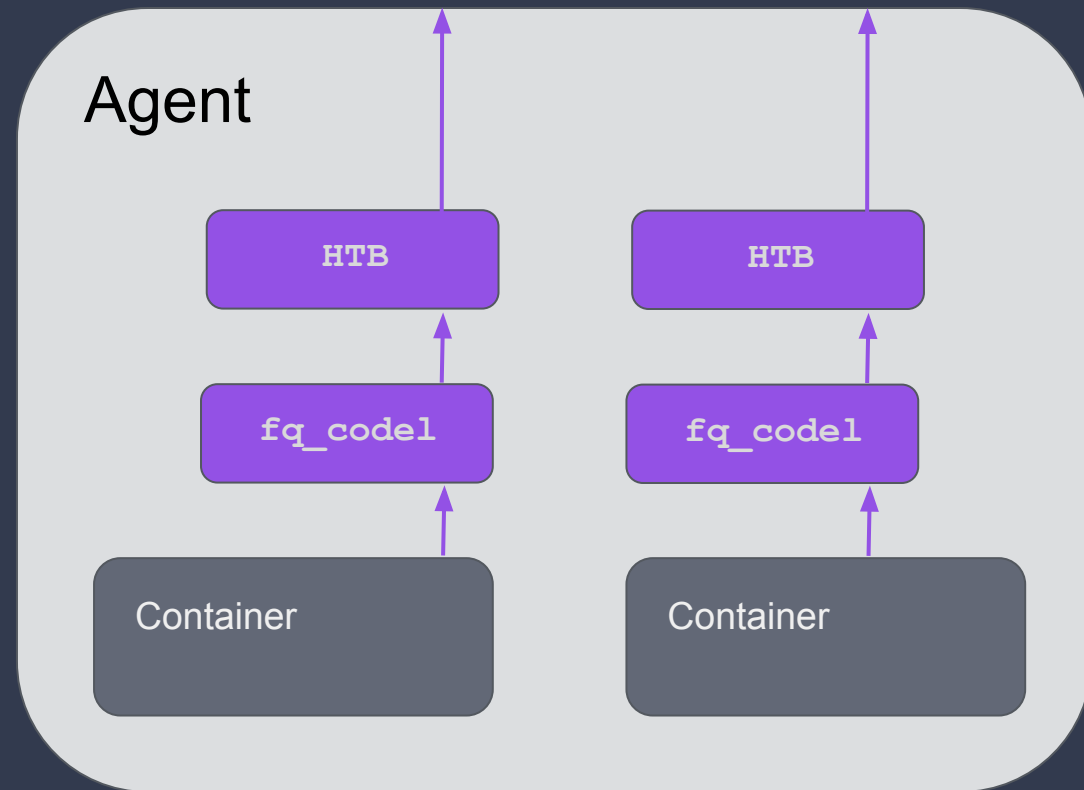 Agent
HTB
HTB
fq_codel
fq_codel
Container
Container